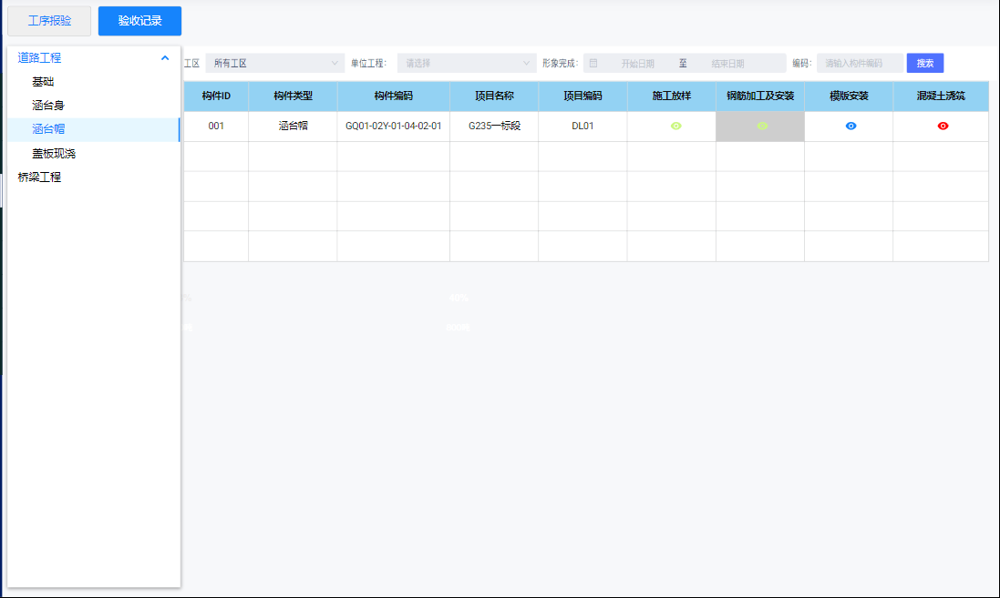 工序报验 验收记录
道路工程
基础
涵台身
涵台帽
盖板现浇
桥梁工程
工区 所有工区 单位工程: 请选择 形象完成: 开始日期 至 结束日期 编码: 请输入构件编码 搜索
构件ID 构件类型 构件编码 项目名称 项目编码 施工放样 钢筋加工及安装 模版安装 混凝土浇筑
001 涵台帽 GQ01-02Y-01-04-02-01 G235一标段 DL01